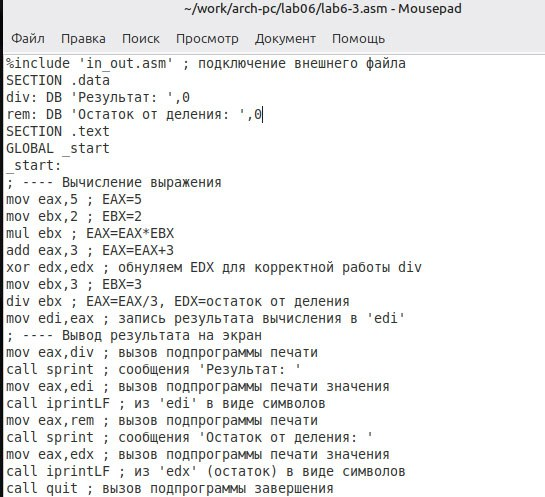 ~/work/arch-pc/lab06/lab6-3.asm - Mousepad
Файл Правка Поиск Просмотр Документ Помощь
%include 'in_out.asm' ; подключение внешнего файла
SECTION .data
div: DB 'Результат: ',0
rem: DB 'Остаток от деления: ',0
SECTION .text
GLOBAL _start
_start:
; ---- Вычисление выражения
mov eax,5 ; EAX=5
mov ebx,2 ; EBX=2
mul ebx ; EAX=EAX*EBX
add eax,3 ; EAX=EAX+3
xor edx,edx ; обнуляем EDX для корректной работы div
mov ebx,3 ; EBX=3
div ebx ; EAX=EAX/3, EDX=остаток от деления
mov edi,eax ; запись результата вычисления в 'edi'
; ---- Вывод результата на экран
mov eax,div ; вызов подпрограммы печати
call sprint ; сообщения 'Результат: '
mov eax,edi ; вызов подпрограммы печати значения
call iprintLF ; из 'edi' в виде символов
mov eax,rem ; вызов подпрограммы печати
call sprint ; сообщения 'Остаток от деления: '
mov eax,edx ; вызов подпрограммы печати значения
call iprintLF ; из 'edx' (остаток) в виде символов
call quit ; вызов подпрограммы завершения